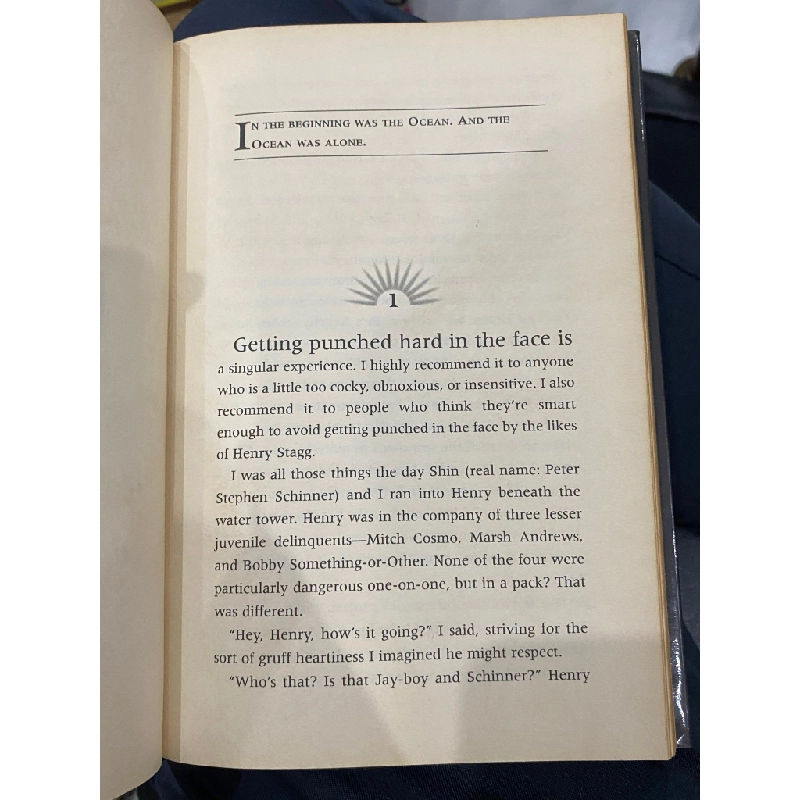 IN THE BEGINNING WAS THE OCEAN. AND THE
OCEAN WAS ALONE.
1
Getting punched hard in the face is
a singular experience. I highly recommend it to anyone
who is a little too cocky, obnoxious, or insensitive. I also
recommend it to people who think they're smart
enough to avoid getting punched in the face by the likes
of Henry Stagg.
I was all those things the day Shin (real name: Peter
Stephen Schinner) and I ran into Henry beneath the
water tower. Henry was in the company of three lesser
juvenile delinquents—Mitch Cosmo, Marsh Andrews,
and Bobby Something-or-Other. None of the four were
particularly dangerous one-on-one, but in a pack? That
was different.
"Hey, Henry, how's it going?" I said, striving for the
sort of gruff heartiness I imagined he might respect.
"Who's that? Is that Jay-boy and Schinner?" Henry